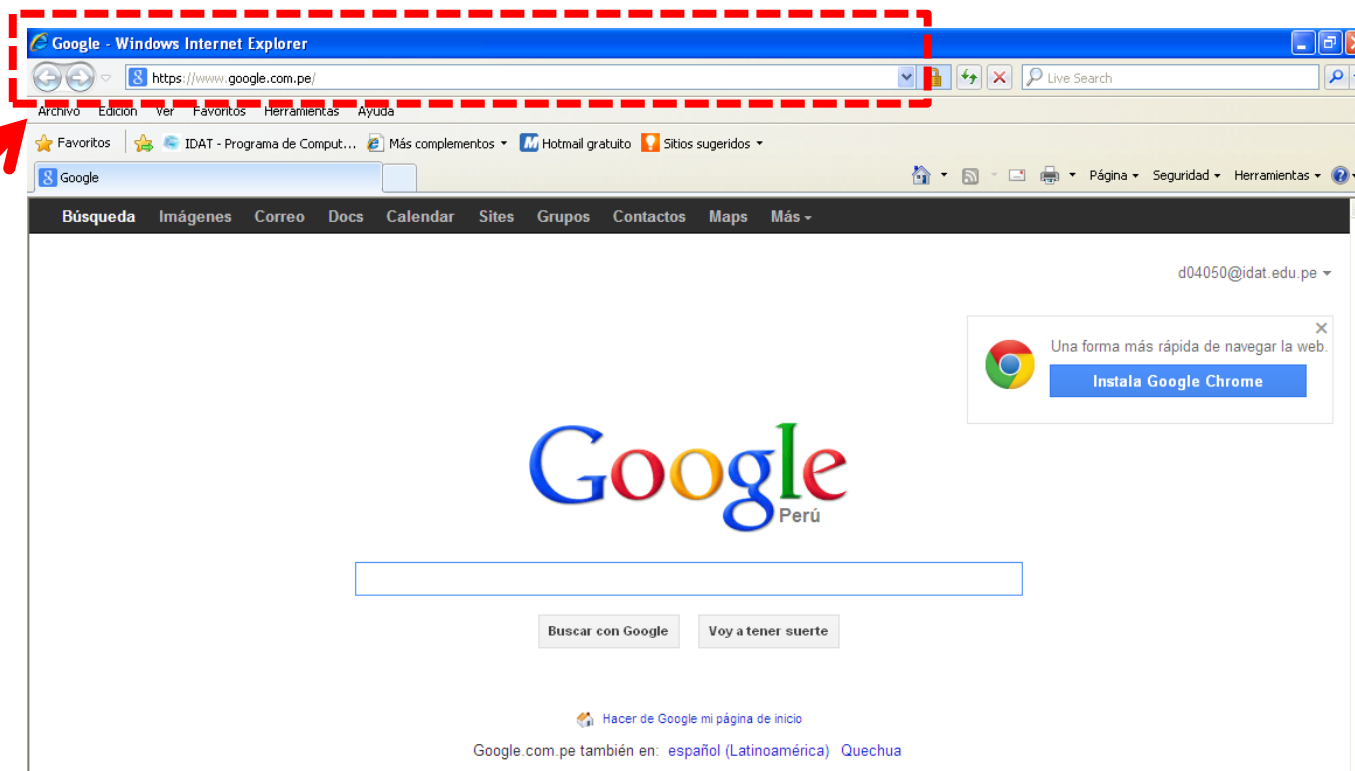 Google - Windows Internet Explorer
https://www.google.com.pe/
Live Search
Archivo Edición Ver Favoritos Herramientas Ayuda
Favoritos IDAT - Programa de Comput... Más complementos Hotmail gratuito Sitios sugeridos
Google
Página Seguridad Herramientas
Búsqueda Imágenes Correo Docs Calendar Sites Grupos Contactos Maps Más
d04050@idat.edu.pe
Una forma más rápida de navegar la web.
Instala Google Chrome
Google
Perú
Buscar con Google Voy a tener suerte
Hacer de Google mi página de inicio
Google.com.pe también en: español (Latinoamérica) Quechua